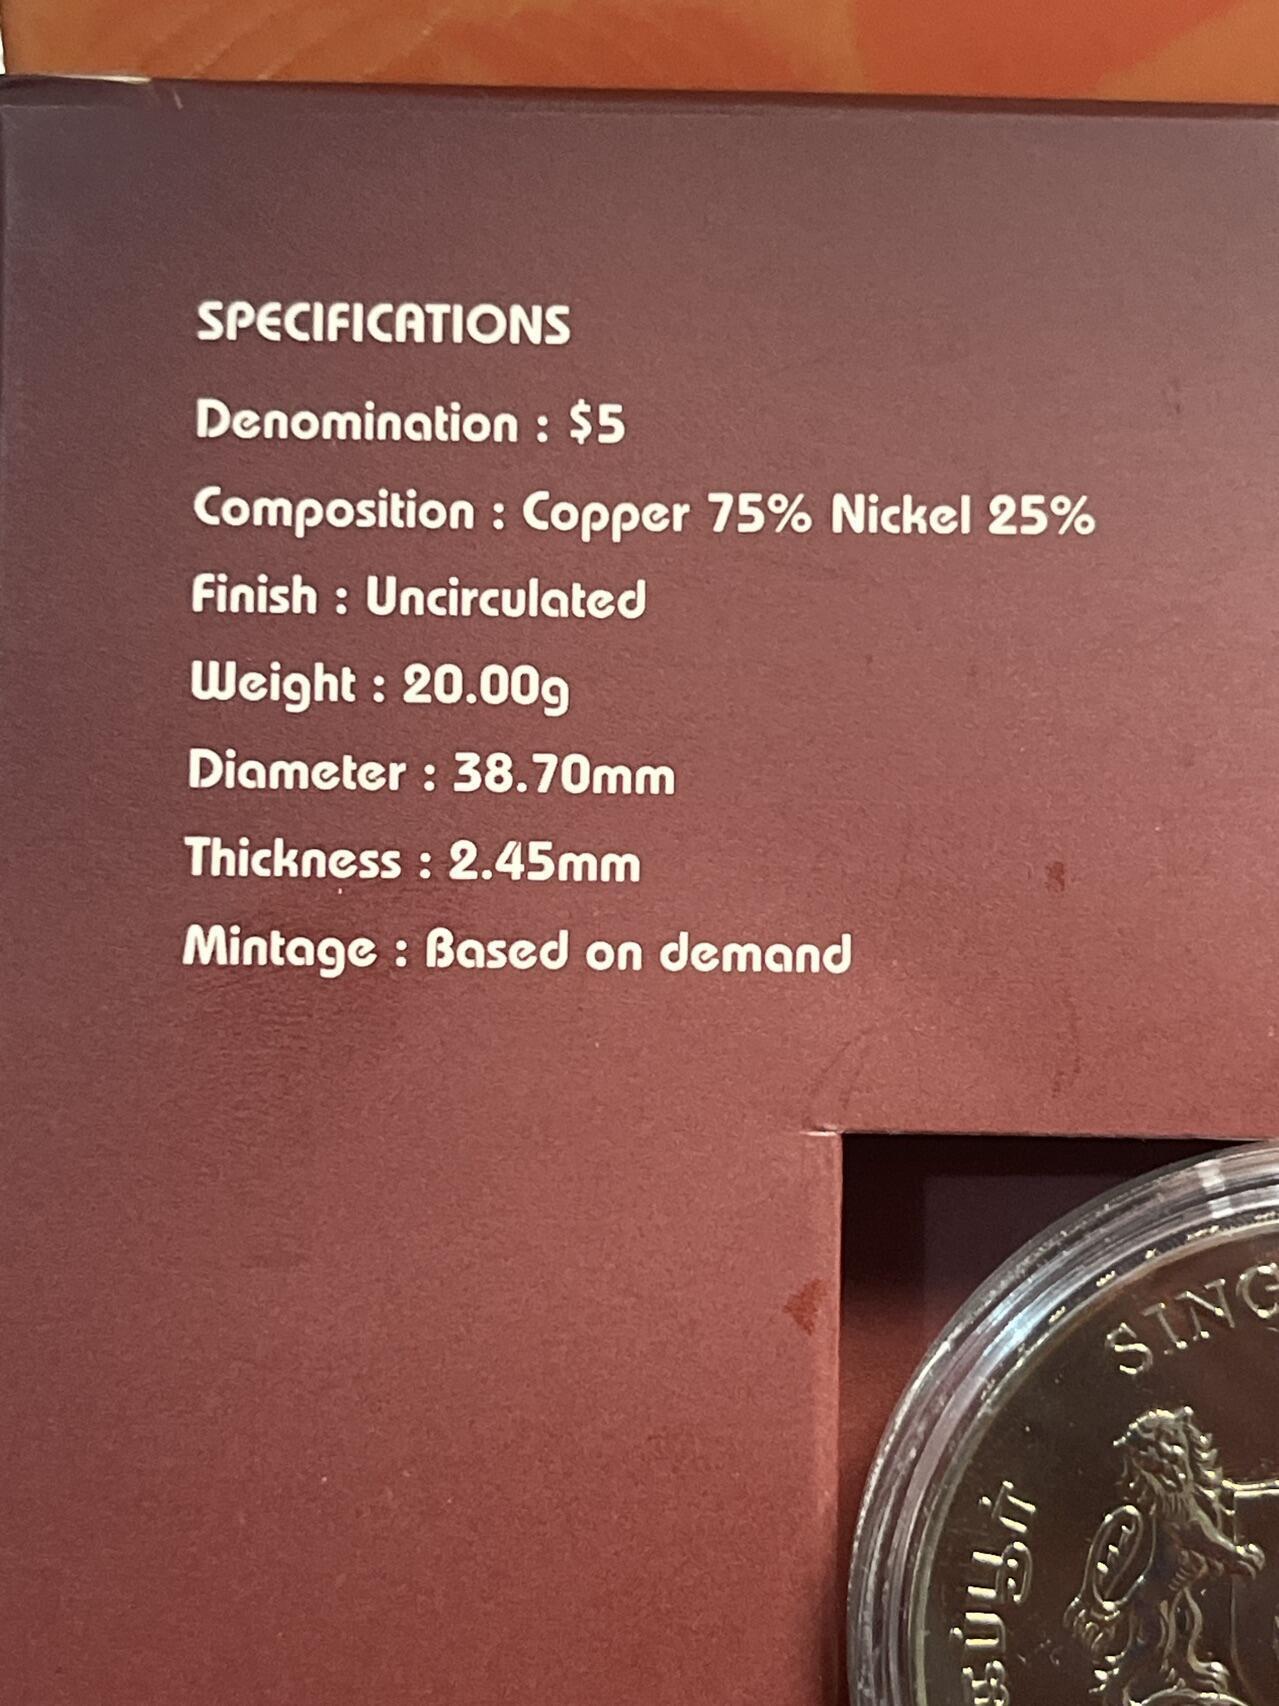 SPECIFICATIONS
Denomination : $5
Composition : Copper 75% Nickel 25%
Finish : Uncirculated
Weight : 20.00g
Diameter : 38.70mm
Thickness : 2.45mm
Mintage : Based on demand
SING
கப்பூர்